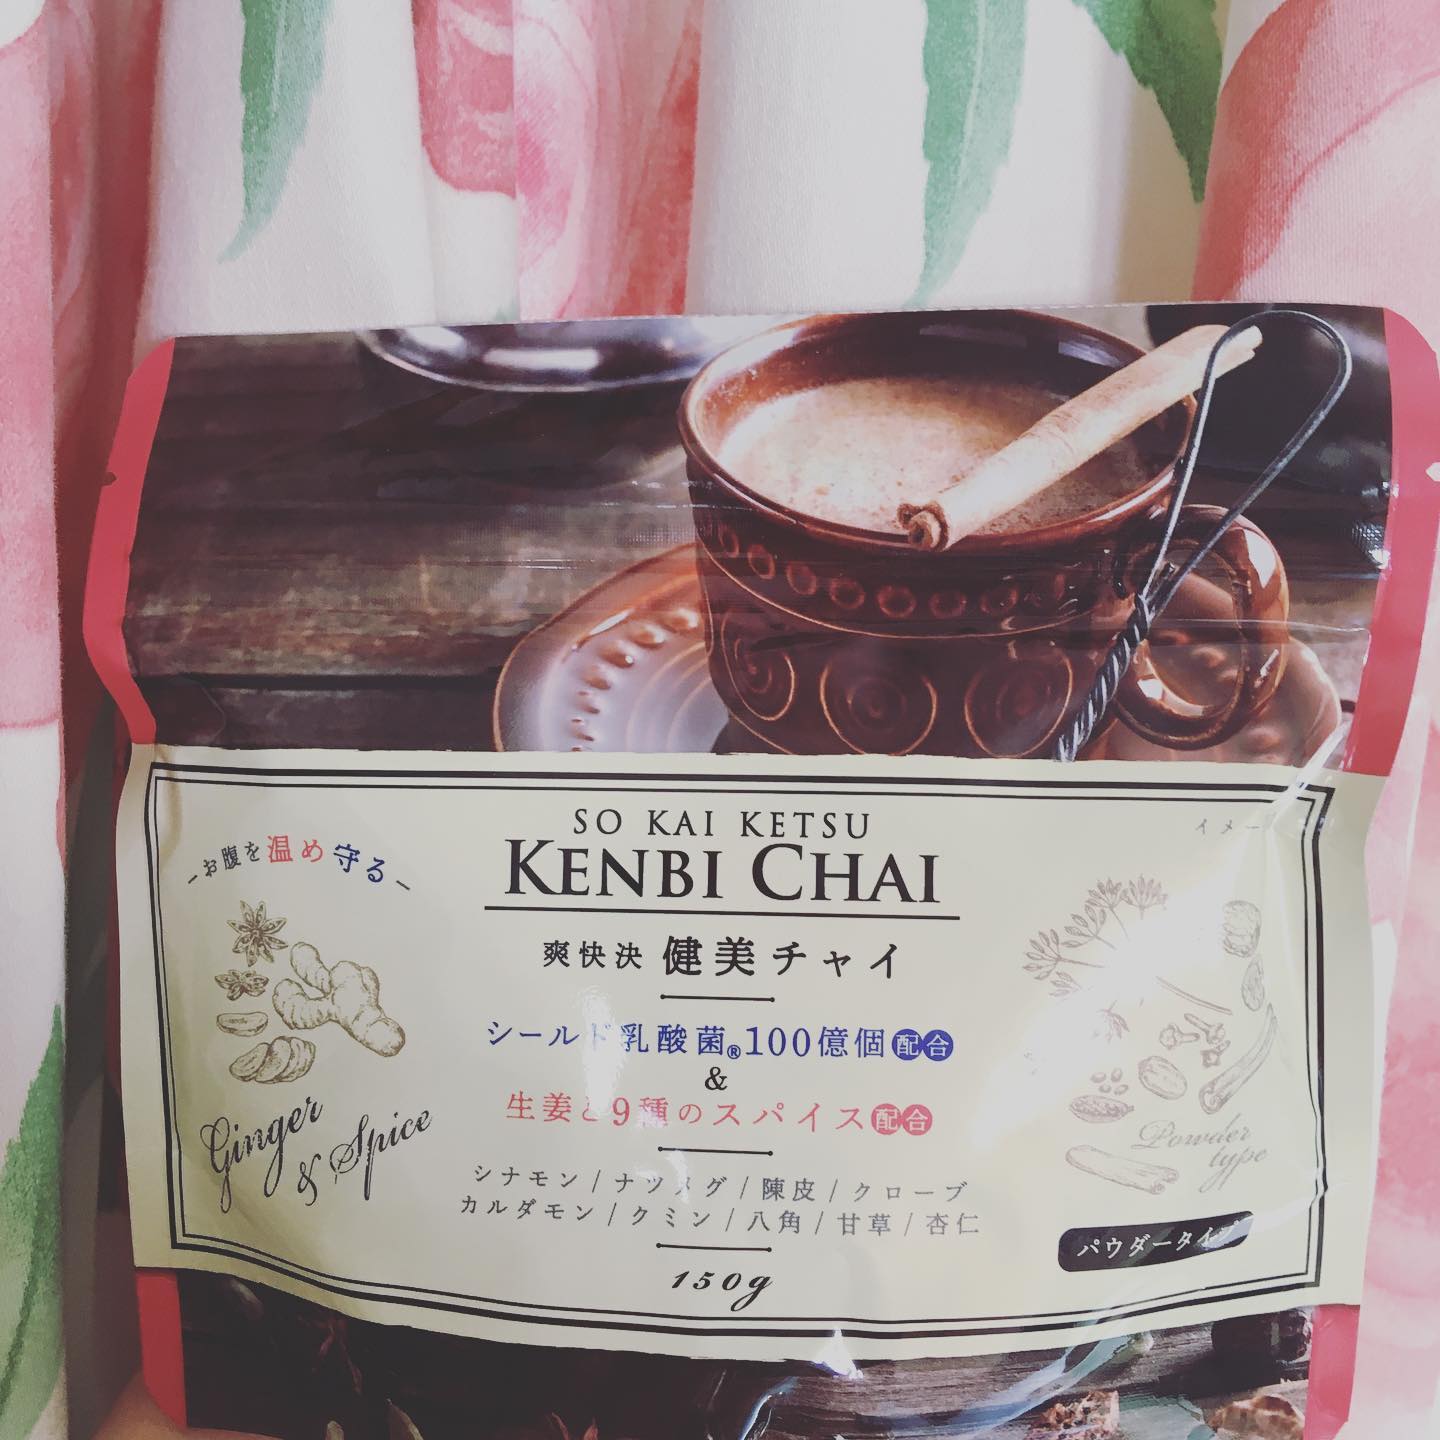 イメージ
SO KAI KETSU
KENBI CHAI
-お腹を温め守る-
爽快決 健美チャイ
シールド乳酸菌®100億個配合
&
生姜と9種のスパイス配合
Ginger
& Spice
シナモン/ナツメグ/陳皮/クローブ
カルダモン/クミン/八角/甘草/杏仁
Powder
type
パウダータイプ
150g